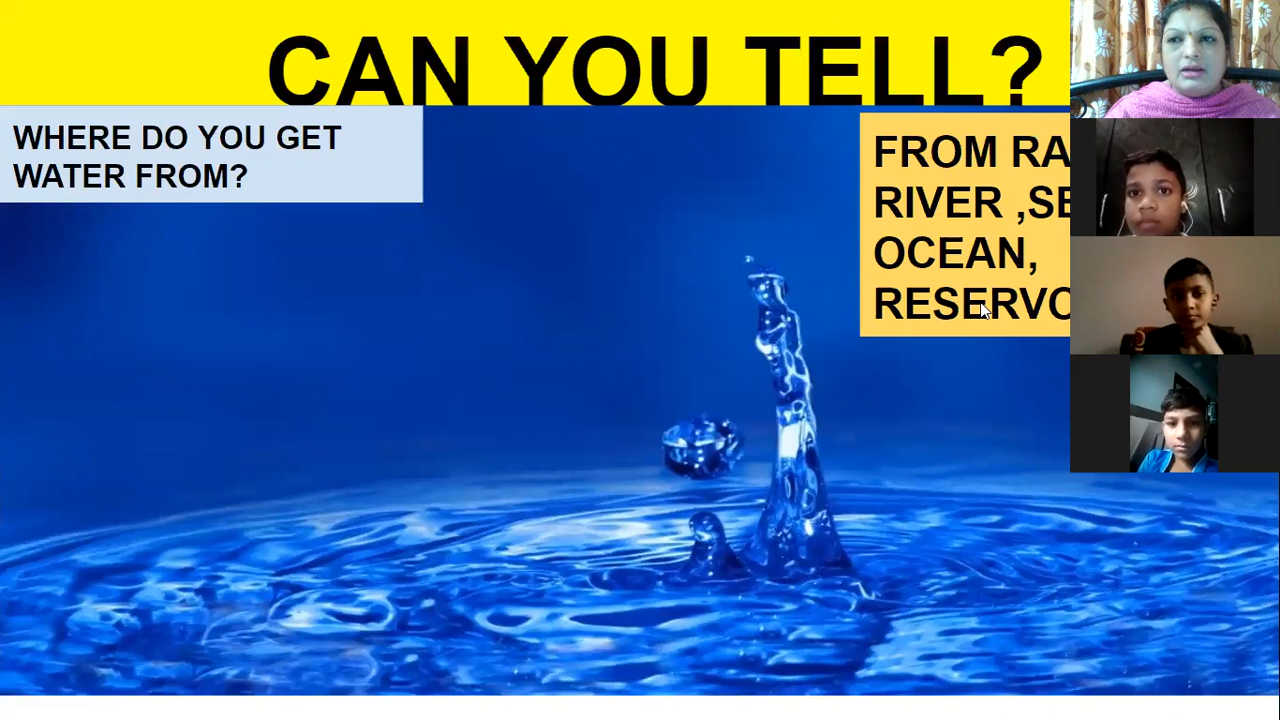 CAN YOU TELL?
WHERE DO YOU GET
WATER FROM?
FROM
RIVER
OCEAN,